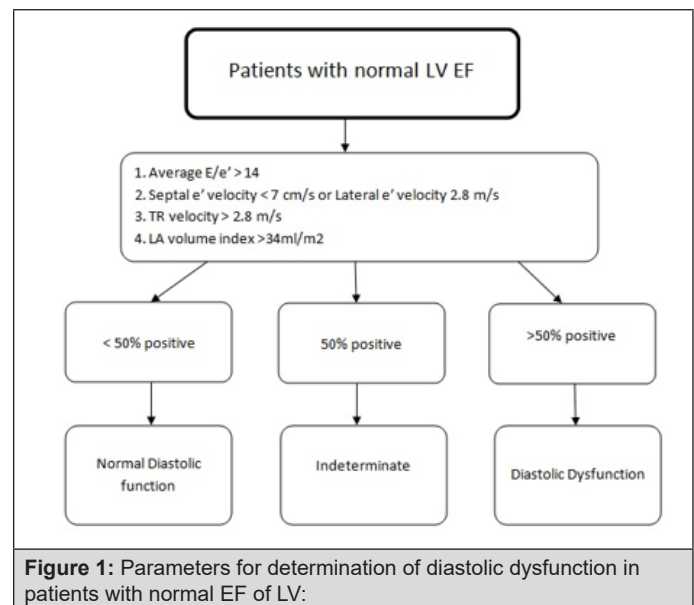 Patients with normal LV EF
1. Average E/e' > 14
2. Septal e' velocity < 7 cm/s or Lateral e' velocity 2.8 m/s
3. TR velocity > 2.8 m/s
4. LA volume index >34ml/m2
< 50% positive
50% positive
>50% positive
Normal Diastolic
function
Indeterminate
Diastolic Dysfunction
Figure 1: Parameters for determination of diastolic dysfunction in
patients with normal EF of LV: